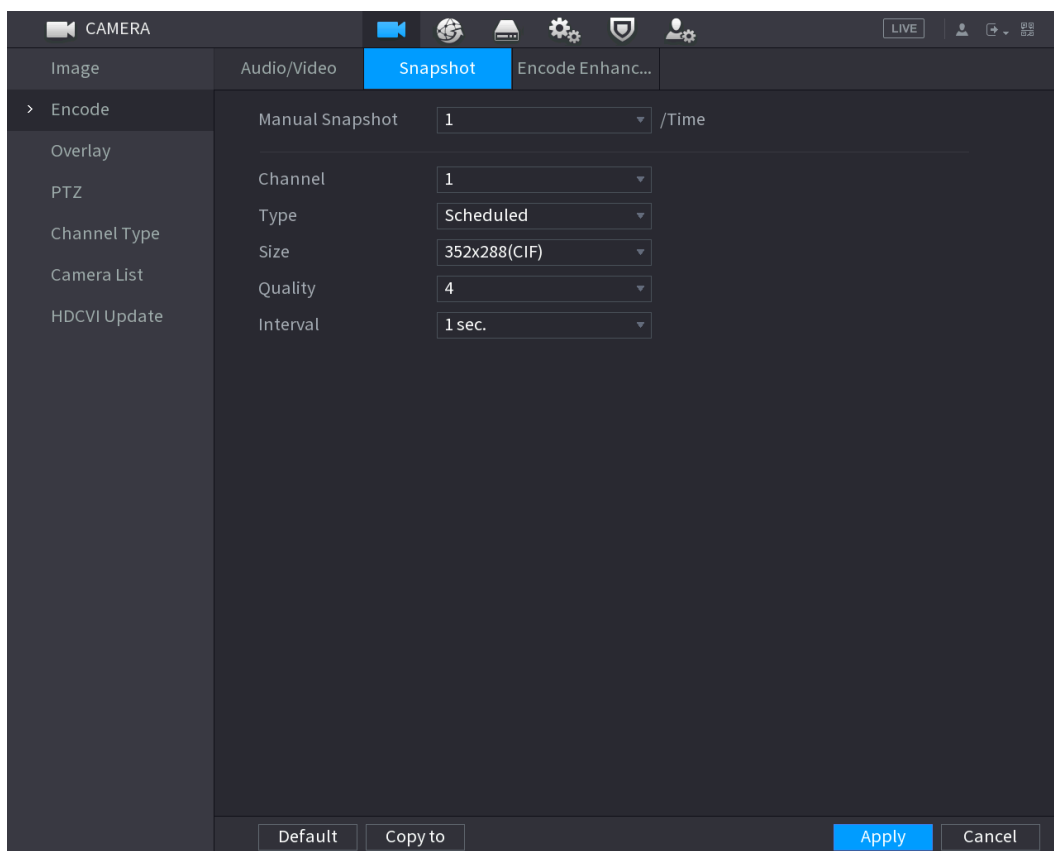 CAMERA
LIVE
Image
Encode
Overlay
PTZ
Channel Type
Camera List
HDCVI Update
Audio/Video
Snapshot
Encode Enhanc...
Manual Snapshot 1 /Time
Channel 1
Type Scheduled
Size 352x288(CIF)
Quality 4
Interval 1 sec.
Default
Copy to
Apply
Cancel